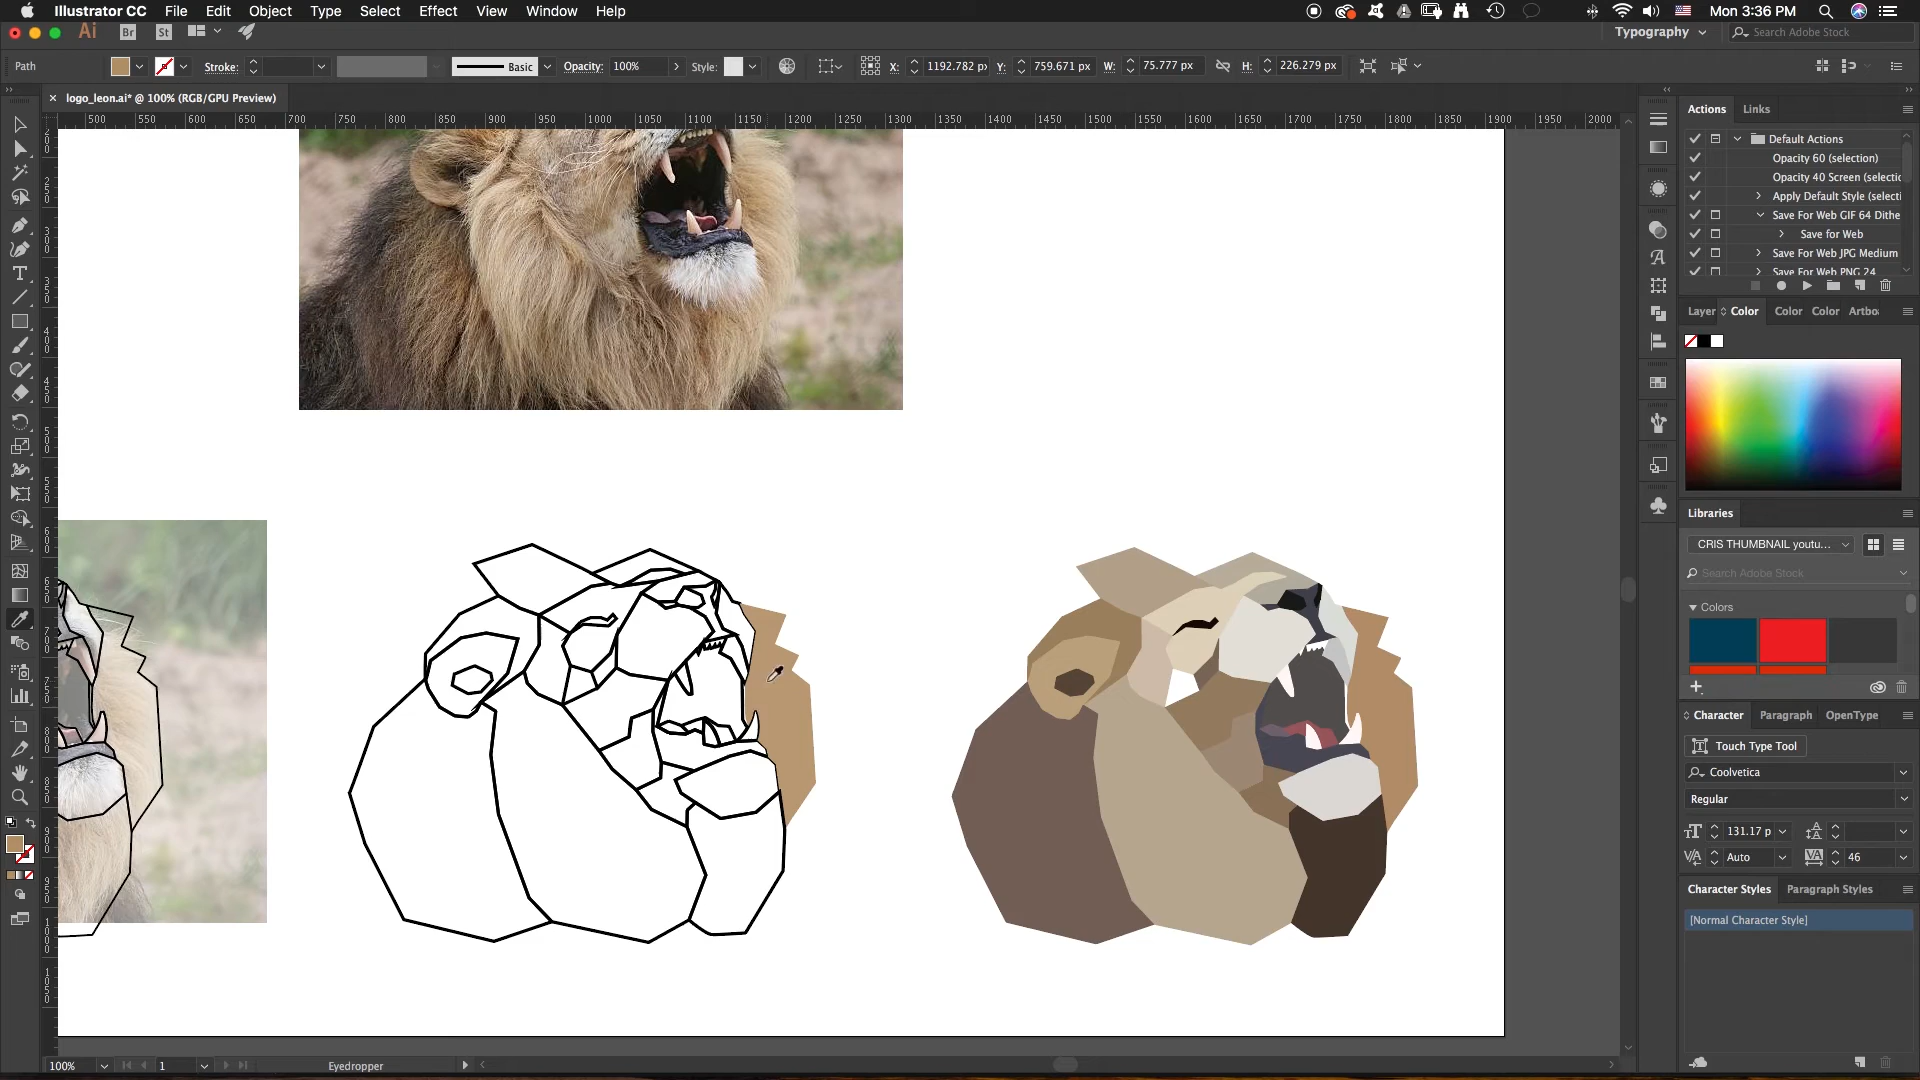 Illustrator CC File Edit Object Type Select Effect View Window Help Mon 3:36 PM
Ai Br St Typography Search Adobe Stock
Path Stroke: Basic Opacity: 100% Style: X: 1192.782 px Y: 759.671 px W: 75.777 px H: 226.279 px
logo_leon.ai* @ 100% (RGB/GPU Preview)
500 550 600 650 700 750 800 850 900 950 1000 1050 1100 1150 1200 1250 1300 1350 1400 1450 1500 1550 1600 1650 1700 1750 1800 1850 1900 1950 2000
Actions Links
Default Actions
Opacity 60 (selection)
Opacity 40 Screen (selectio
Apply Default Style (selecti
Save For Web GIF 64 Dithe
Save for Web
Save For Web JPG Medium
Save For Web PNG 24
Layer Color Color Color Artbo
Libraries
CRIS THUMBNAIL youtu...
Search Adobe Stock
Colors
Character Paragraph OpenType
Touch Type Tool
Coolvetica
Regular
131.17 p
Auto 46
Character Styles Paragraph Styles
[Normal Character Style]
100% 1 Eyedropper